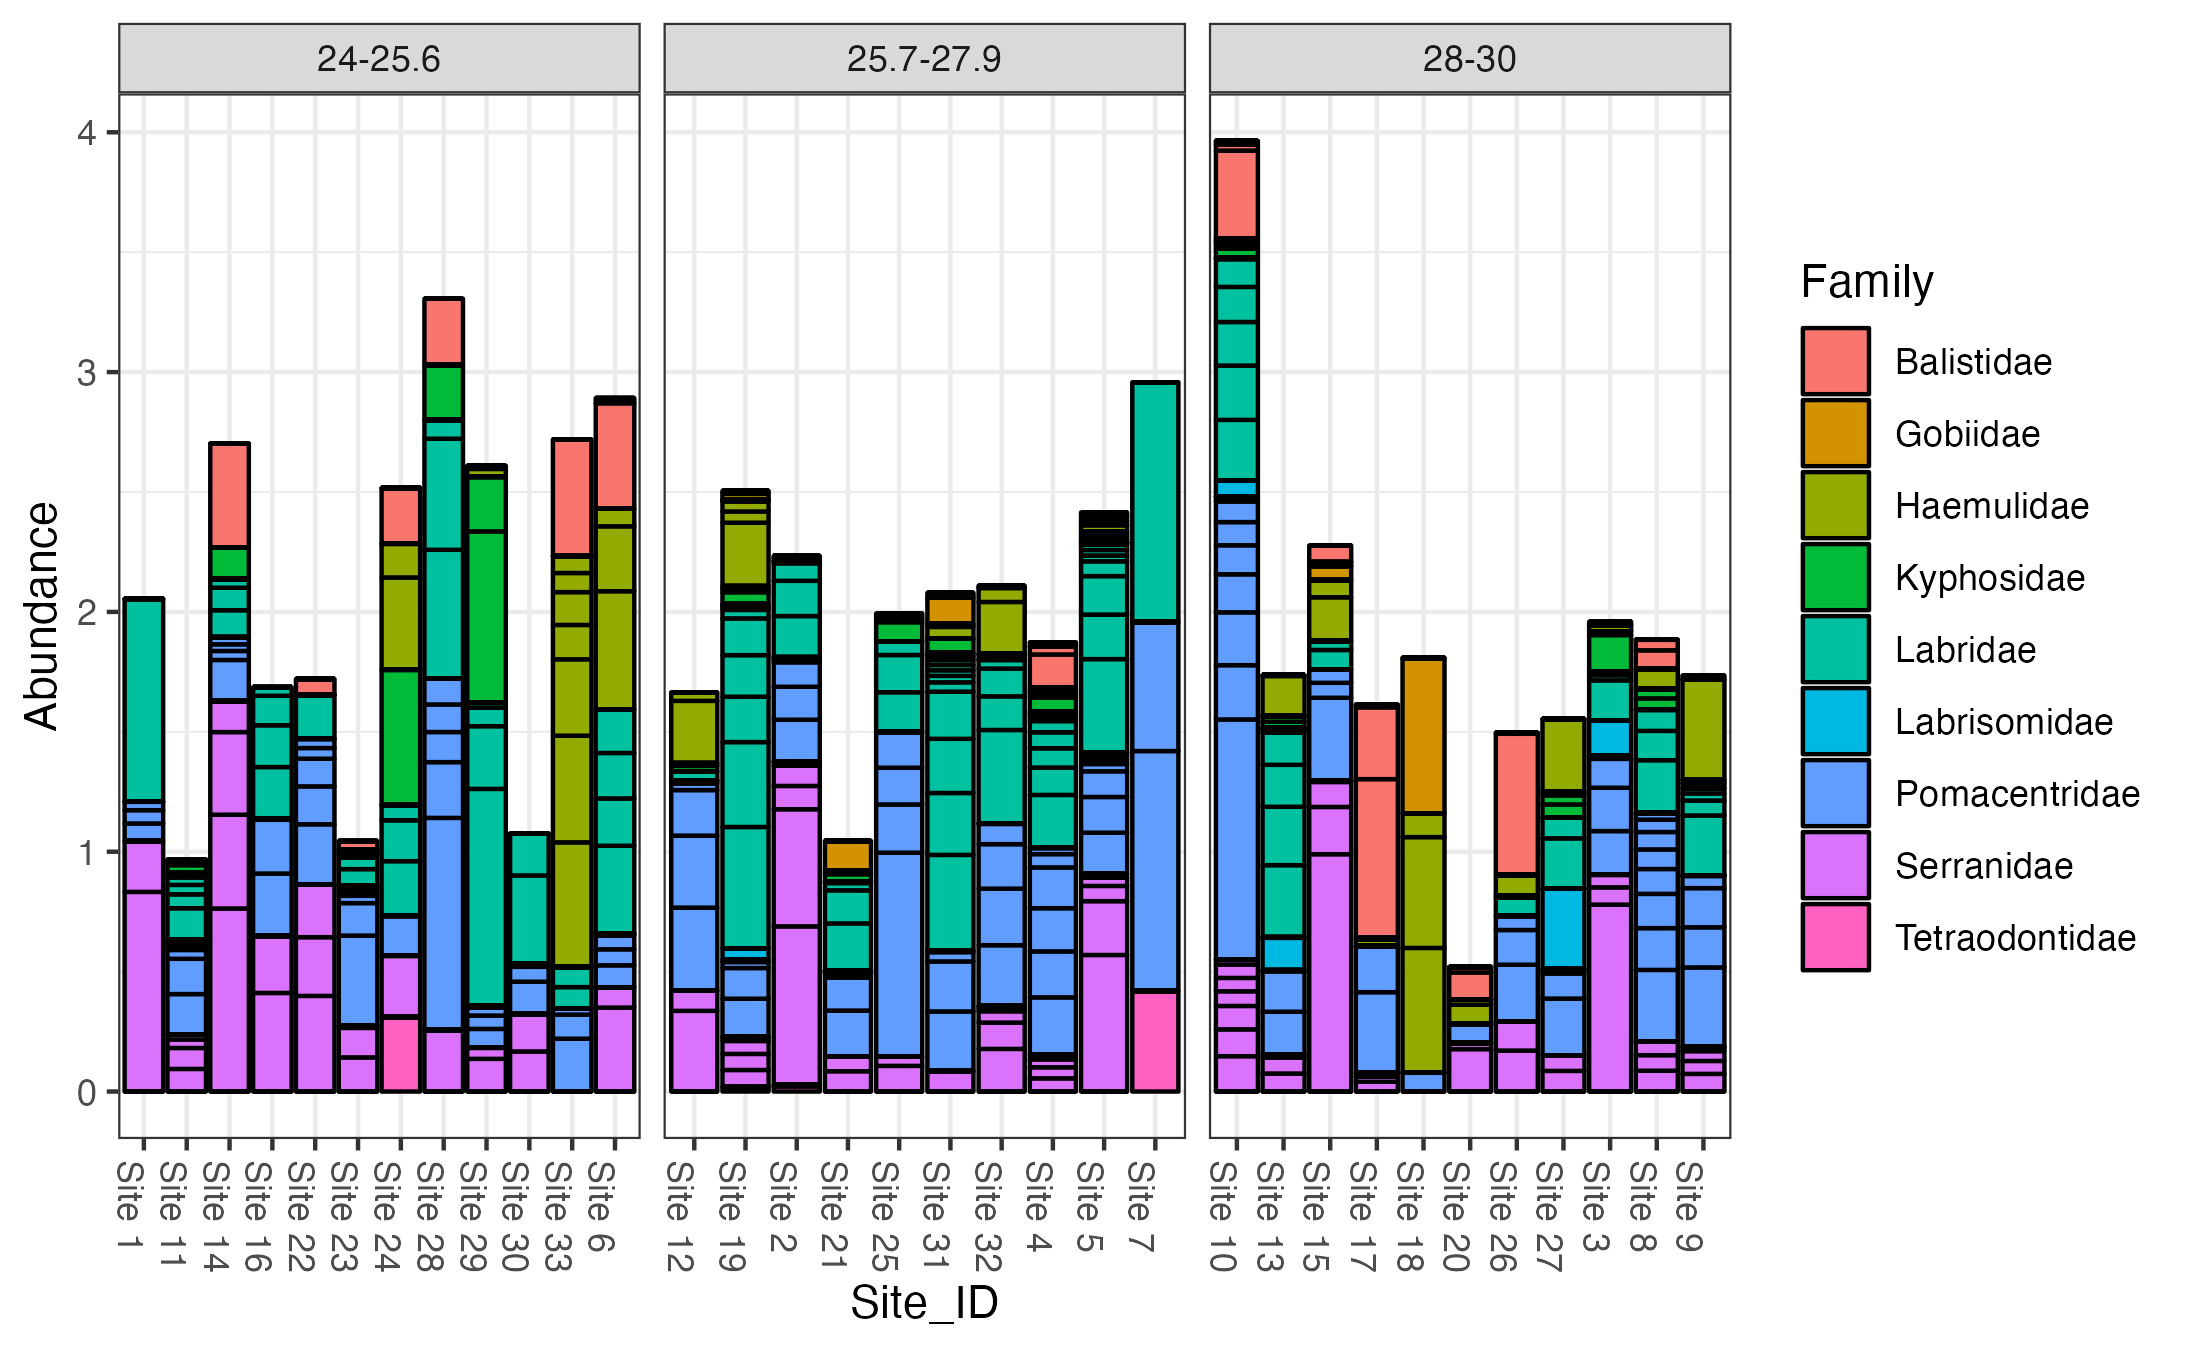 24-25.6
25.7-27.9
28-30
4
3
2
1
0
Abundance
Site 1
Site 11
Site 14
Site 16
Site 22
Site 23
Site 24
Site 28
Site 29
Site 30
Site 33
Site 6
Site 12
Site 19
Site 2
Site 21
Site 25
Site 31
Site 32
Site 4
Site 5
Site 7
Site 10
Site 13
Site 15
Site 17
Site 18
Site 20
Site 26
Site 27
Site 3
Site 8
Site 9
Site_ID
Family
Balistidae
Gobiidae
Haemulidae
Kyphosidae
Labridae
Labrisomidae
Pomacentridae
Serranidae
Tetraodontidae